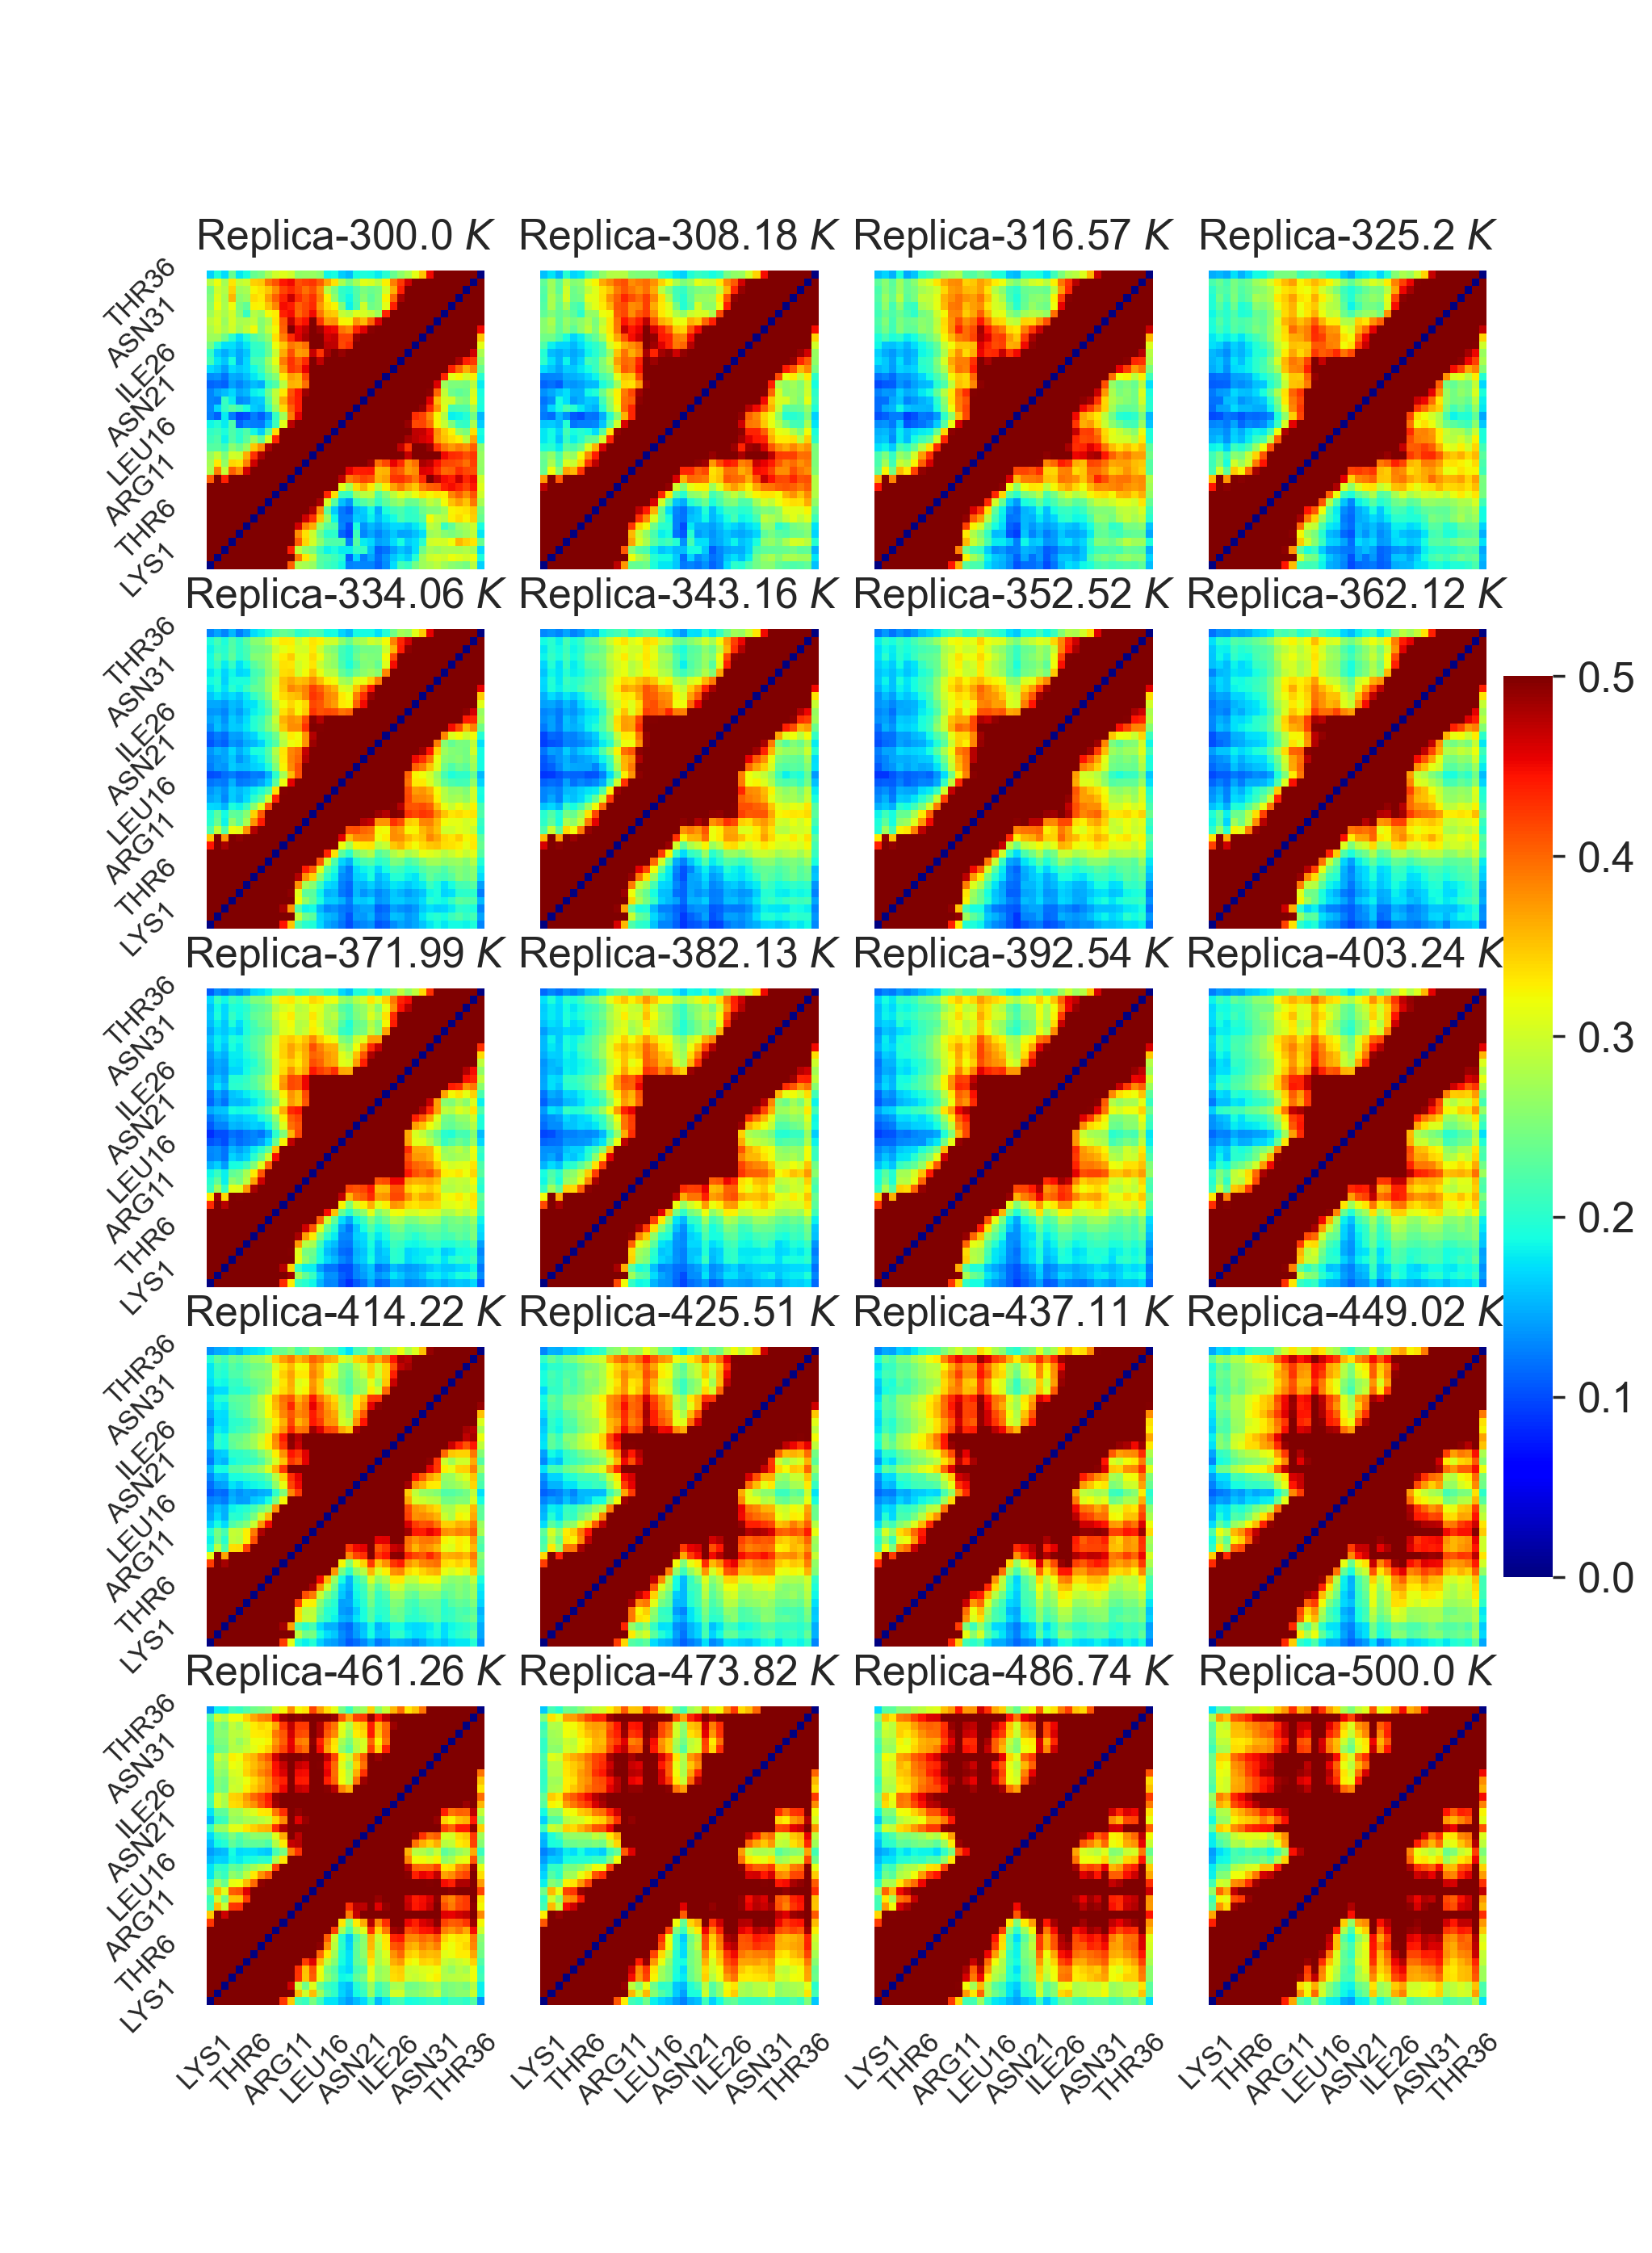 Replica-300.0 K Replica-308.18 K Replica-316.57 K Replica-325.2 K
THR36
ASN31
ILE26
ASN21
LEU16
ARG11
THR6
LYS1
Replica-334.06 K Replica-343.16 K Replica-352.52 K Replica-362.12 K
THR36
ASN31
ILE26
ASN21
LEU16
ARG11
THR6
LYS1
Replica-371.99 K Replica-382.13 K Replica-392.54 K Replica-403.24 K
THR36
ASN31
ILE26
ASN21
LEU16
ARG11
THR6
LYS1
Replica-414.22 K Replica-425.51 K Replica-437.11 K Replica-449.02 K
THR36
ASN31
ILE26
ASN21
LEU16
ARG11
THR6
LYS1
Replica-461.26 K Replica-473.82 K Replica-486.74 K Replica-500.0 K
THR36
ASN31
ILE26
ASN21
LEU16
ARG11
THR6
LYS1
LYS1 THR6 ARG11 LEU16 ASN21 ILE26 ASN31 THR36 LYS1 THR6 ARG11 LEU16 ASN21 ILE26 ASN31 THR36 LYS1 THR6 ARG11 LEU16 ASN21 ILE26 ASN31 THR36 LYS1 THR6 ARG11 LEU16 ASN21 ILE26 ASN31 THR36
0.5
0.4
0.3
0.2
0.1
0.0